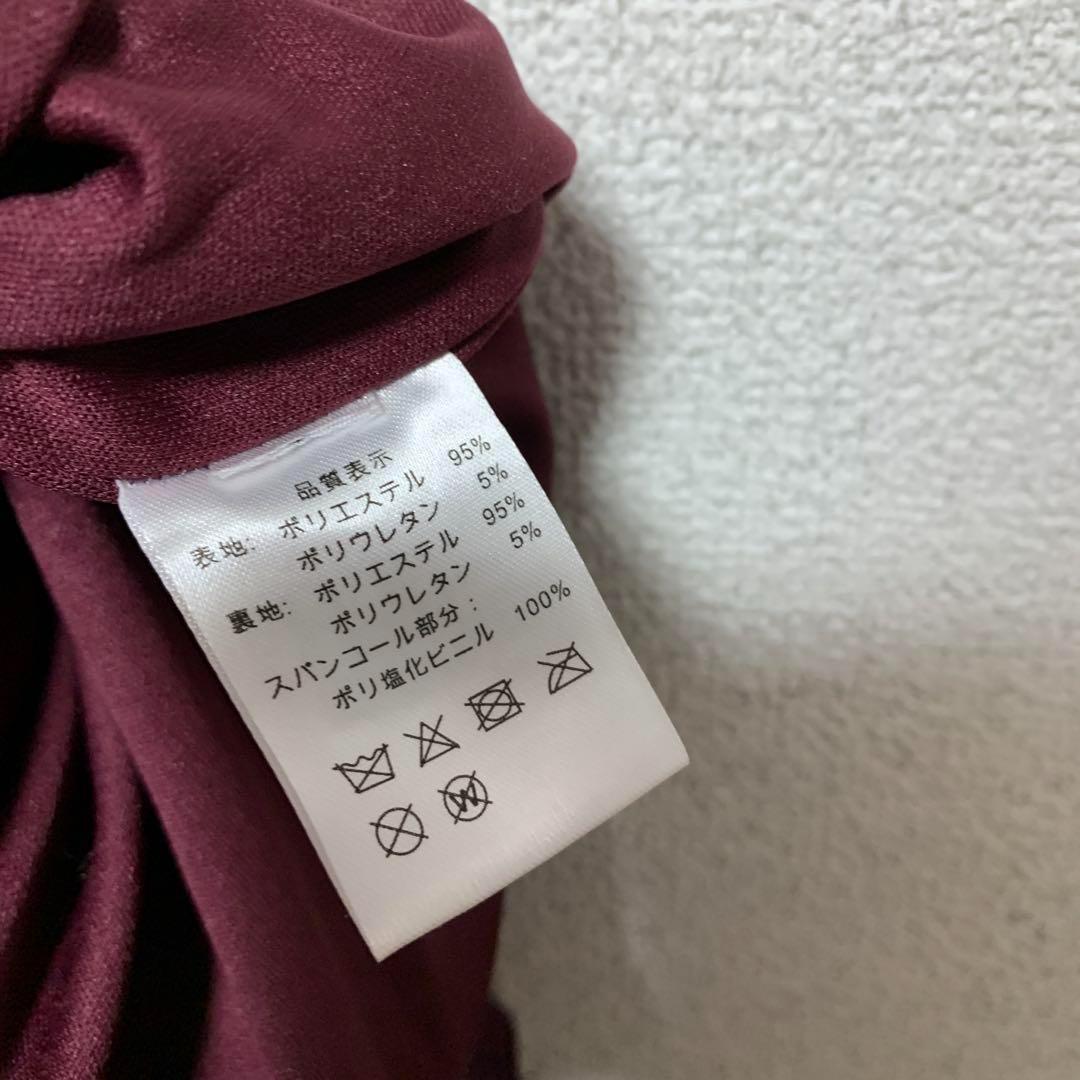 品質表示
表地: ポリエステル 95%
ポリウレタン 5%
裏地: ポリエステル 95%
ポリウレタン 5%
スパンコール部分:
ポリ塩化ビニル 100%